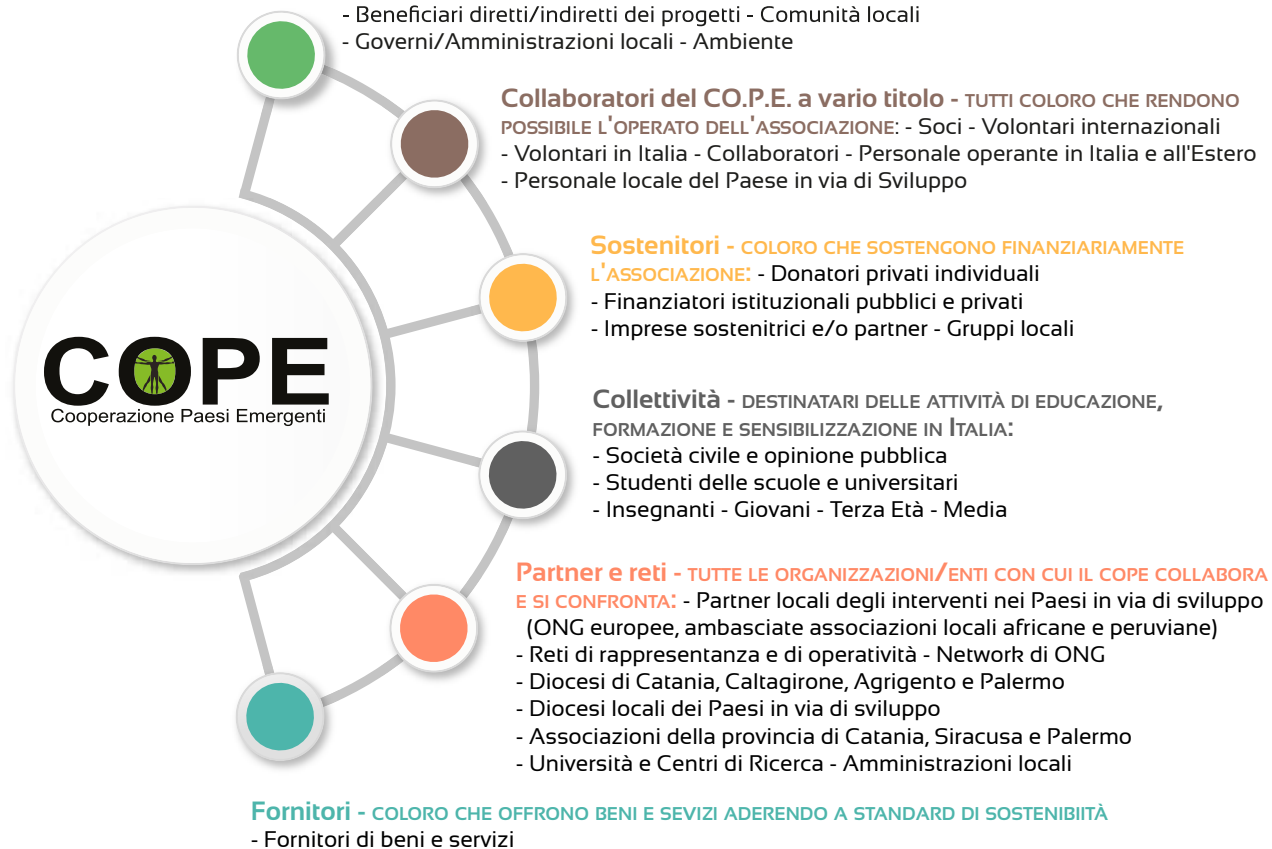 - Beneficiari diretti/indiretti dei progetti - Comunità locali
- Governi/Amministrazioni locali - Ambiente
Collaboratori del CO.P.E. a vario titolo - TUTTI COLORO CHE RENDONO
POSSIBILE L'OPERATO DELL'ASSOCIAZIONE: - Soci - Volontari internazionali
- Volontari in Italia - Collaboratori - Personale operante in Italia e all'Estero
- Personale locale del Paese in via di Sviluppo
Sostenitori - COLORO CHE SOSTENGONO FINANZIARIAMENTE
L'ASSOCIAZIONE: - Donatori privati individuali
- Finanziatori istituzionali pubblici e privati
- Imprese sostenitrici e/o partner - Gruppi locali
COPE
Cooperazione Paesi Emergenti
Collettività - DESTINATARI DELLE ATTIVITÀ DI EDUCAZIONE,
FORMAZIONE E SENSIBILIZZAZIONE IN ITALIA:
- Società civile e opinione pubblica
- Studenti delle scuole e universitari
- Insegnanti - Giovani - Terza Età - Media
Partner e reti - TUTTE LE ORGANIZZAZIONI/ENTI CON CUI IL COPE COLLABORA
E SI CONFRONTA: - Partner locali degli interventi nei Paesi in via di sviluppo
(ONG europee, ambasciate associazioni locali africane e peruviane)
- Reti di rappresentanza e di operatività - Network di ONG
- Diocesi di Catania, Caltagirone, Agrigento e Palermo
- Diocesi locali dei Paesi in via di sviluppo
- Associazioni della provincia di Catania, Siracusa e Palermo
- Università e Centri di Ricerca - Amministrazioni locali
Fornitori - COLORO CHE OFFRONO BENI E SEVIZI ADERENDO A STANDARD DI SOSTENIBIITÀ
- Fornitori di beni e servizi